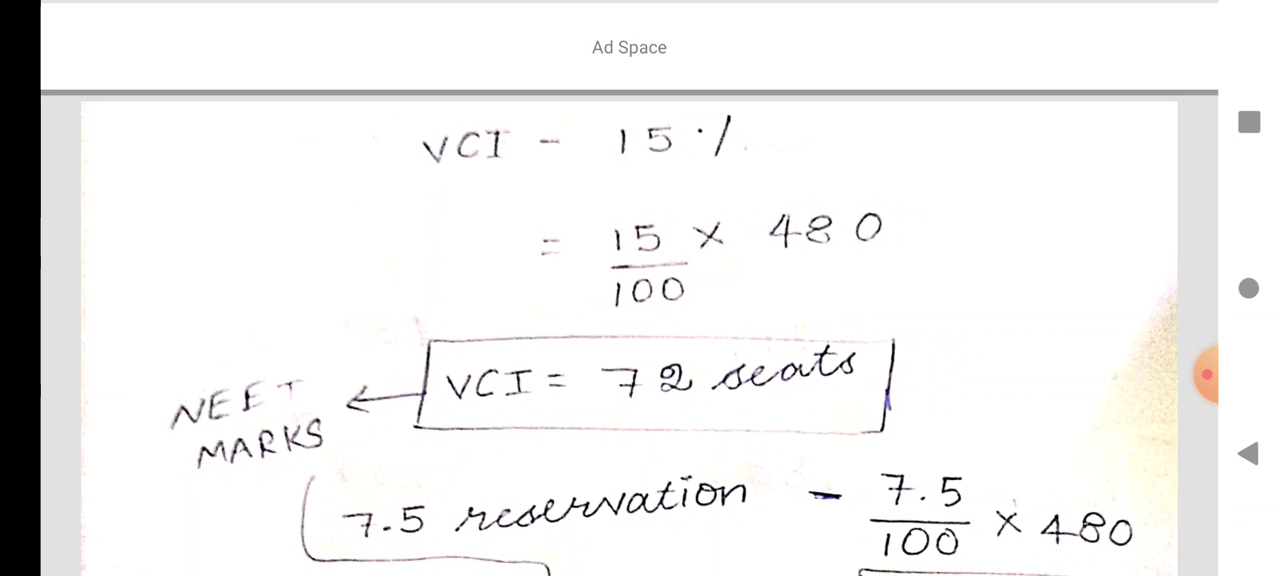 Ad Space
VCI - 15 ·/.
= 15/100 × 480
VCI = 72 seats
NEET
MARKS
7.5 reservation - 7.5/100 × 480